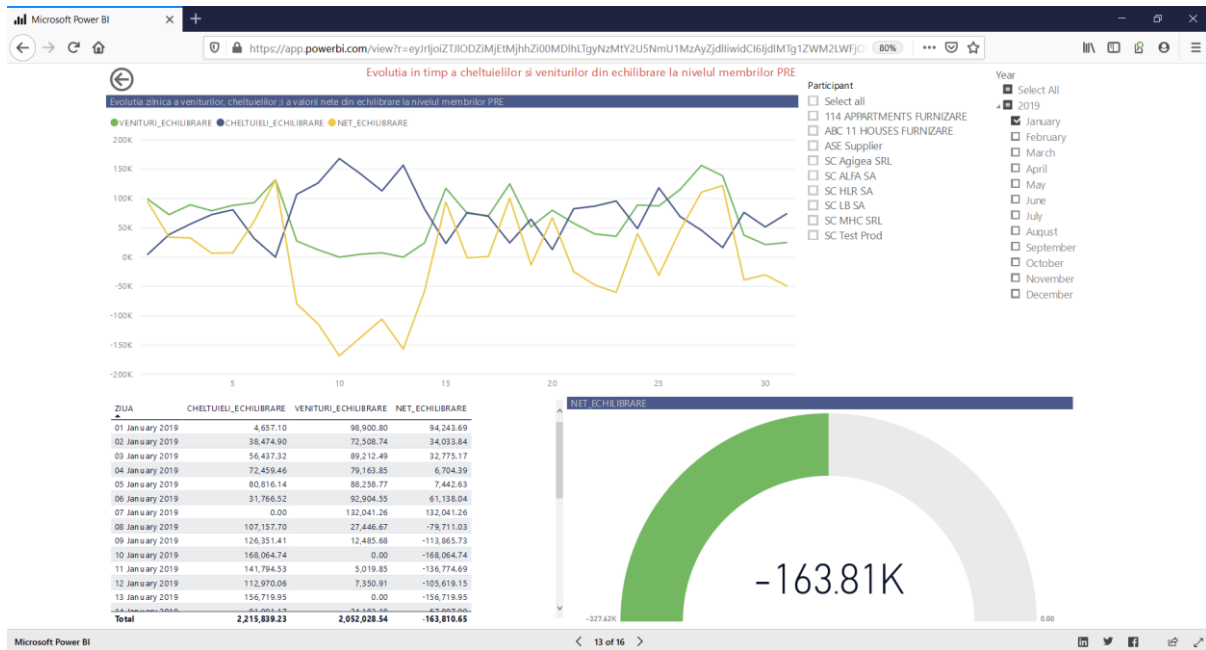 Microsoft Power BI
80%
Evolutia in timp a cheltuielilor si veniturilor din echilibrare la nivelul membrilor PRE
Evolutia zilnica a veniturilor, cheltuielilor ;i a valorii nete din echilibrare la nivelul membrilor PRE
VENITURI_ECHILIBRARE CHELTUIELI_ECHILIBRARE NET_ECHILIBRARE
200K
150K
100K
50K
0K
-50K
-100K
-150K
-200K
5 10 15 20 25 30
Participant
Select all
114 APPARTMENTS FURNIZARE
ABC 11 HOUSES FURNIZARE
ASE Supplier
SC Agigea SRL
SC ALFA SA
SC HLR SA
SC LB SA
SC MHC SRL
SC Test Prod
Year
Select All
2019
January
February
March
April
May
June
July
August
September
October
November
December
ZIUA CHELTUIELI_ECHILIBRARE VENITURI_ECHILIBRARE NET_ECHILIBRARE
01 January 2019 4,657.10 98,900.80 94,243.69
02 January 2019 38,474.90 72,508.74 34,033.84
03 January 2019 56,437.32 89,212.49 32,775.17
04 January 2019 72,459.46 79,163.85 6,704.39
05 January 2019 80,816.14 88,258.77 7,442.63
06 January 2019 31,766.52 92,904.55 61,138.04
07 January 2019 0.00 132,041.26 132,041.26
08 January 2019 107,157.70 27,446.67 -79,711.03
09 January 2019 126,351.41 12,485.68 -113,865.73
10 January 2019 168,064.74 0.00 -168,064.74
11 January 2019 141,794.53 5,019.85 -136,774.69
12 January 2019 112,970.06 7,350.91 -105,619.15
13 January 2019 156,719.95 0.00 -156,719.95
Total 2,215,839.23 2,052,028.54 -163,810.65
NET_ECHILIBRARE
-163.81K
-327.62K
0.00
Microsoft Power BI
13 of 16